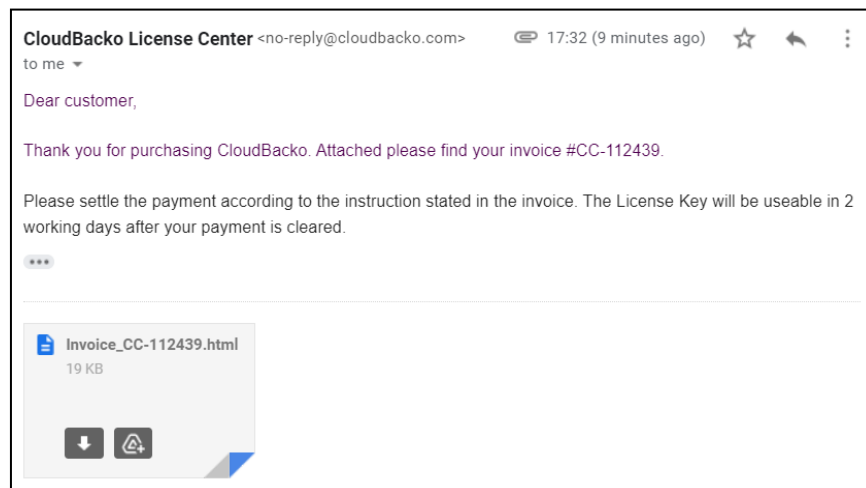 CloudBacko License Center <no-reply@cloudbacko.com> 17:32 (9 minutes ago)
to me
Dear customer,
Thank you for purchasing CloudBacko. Attached please find your invoice #CC-112439.
Please settle the payment according to the instruction stated in the invoice. The License Key will be useable in 2
working days after your payment is cleared.
Invoice_CC-112439.html
19 KB